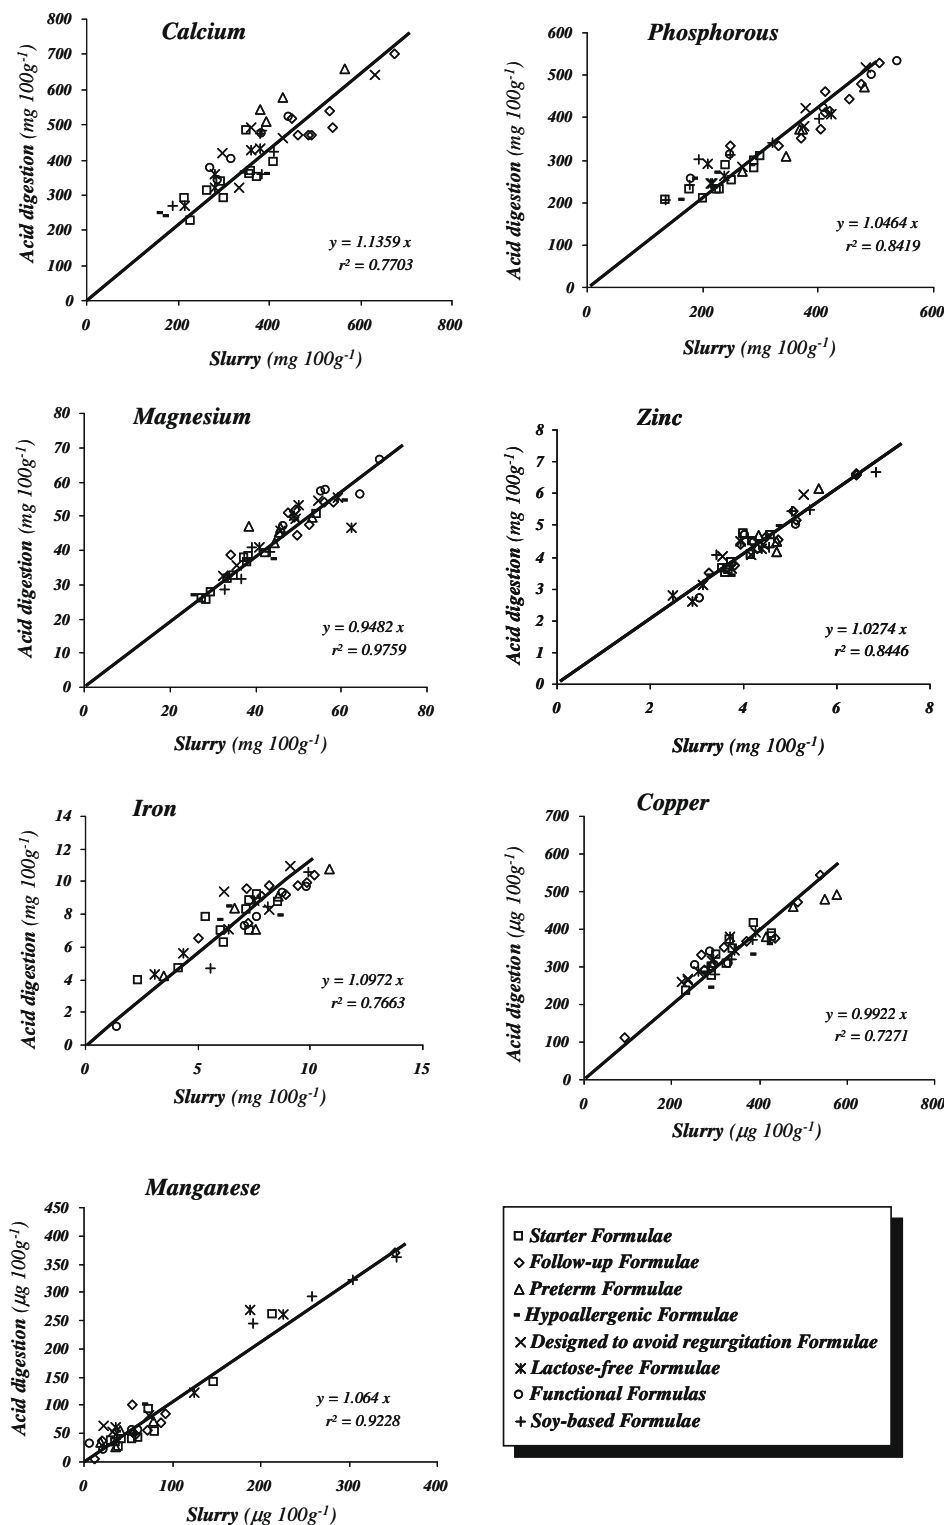 Calcium
Acid digestion (mg 100g-1)
800
700
600
500
400
300
200
100
0
0 200 400 600 800
y = 1.1359 x
r2 = 0.7703
Slurry (mg 100g-1)
Phosphorous
Acid digestion (mg 100g-1)
600
500
400
300
200
100
0
0 200 400 600
y = 1.0464 x
r2 = 0.8419
Slurry (mg 100g-1)
Magnesium
Acid digestion (mg 100g-1)
80
70
60
50
40
30
20
10
0
0 20 40 60 80
y = 0.9482 x
r2 = 0.9759
Slurry (mg 100g-1)
Zinc
Acid digestion (mg 100g-1)
8
7
6
5
4
3
2
1
0
0 2 4 6 8
y = 1.0274 x
r2 = 0.8446
Slurry (mg 100g-1)
Iron
Acid digestion (mg 100g-1)
14
12
10
8
6
4
2
0
0 5 10 15
y = 1.0972 x
r2 = 0.7663
Slurry (mg 100g-1)
Copper
Acid digestion (µg 100g-1)
700
600
500
400
300
200
100
0
0 200 400 600 800
y = 0.9922 x
r2 = 0.7271
Slurry (µg 100g-1)
Manganese
Acid digestion (µg 100g-1)
450
400
350
300
250
200
150
100
50
0
0 100 200 300 400
y = 1.064 x
r2 = 0.9228
Slurry (µg 100g-1)
Starter Formulae
Follow-up Formulae
Preterm Formulae
Hypoallergenic Formulae
Designed to avoid regurgitation Formulae
Lactose-free Formulae
Functional Formulas
Soy-based Formulae